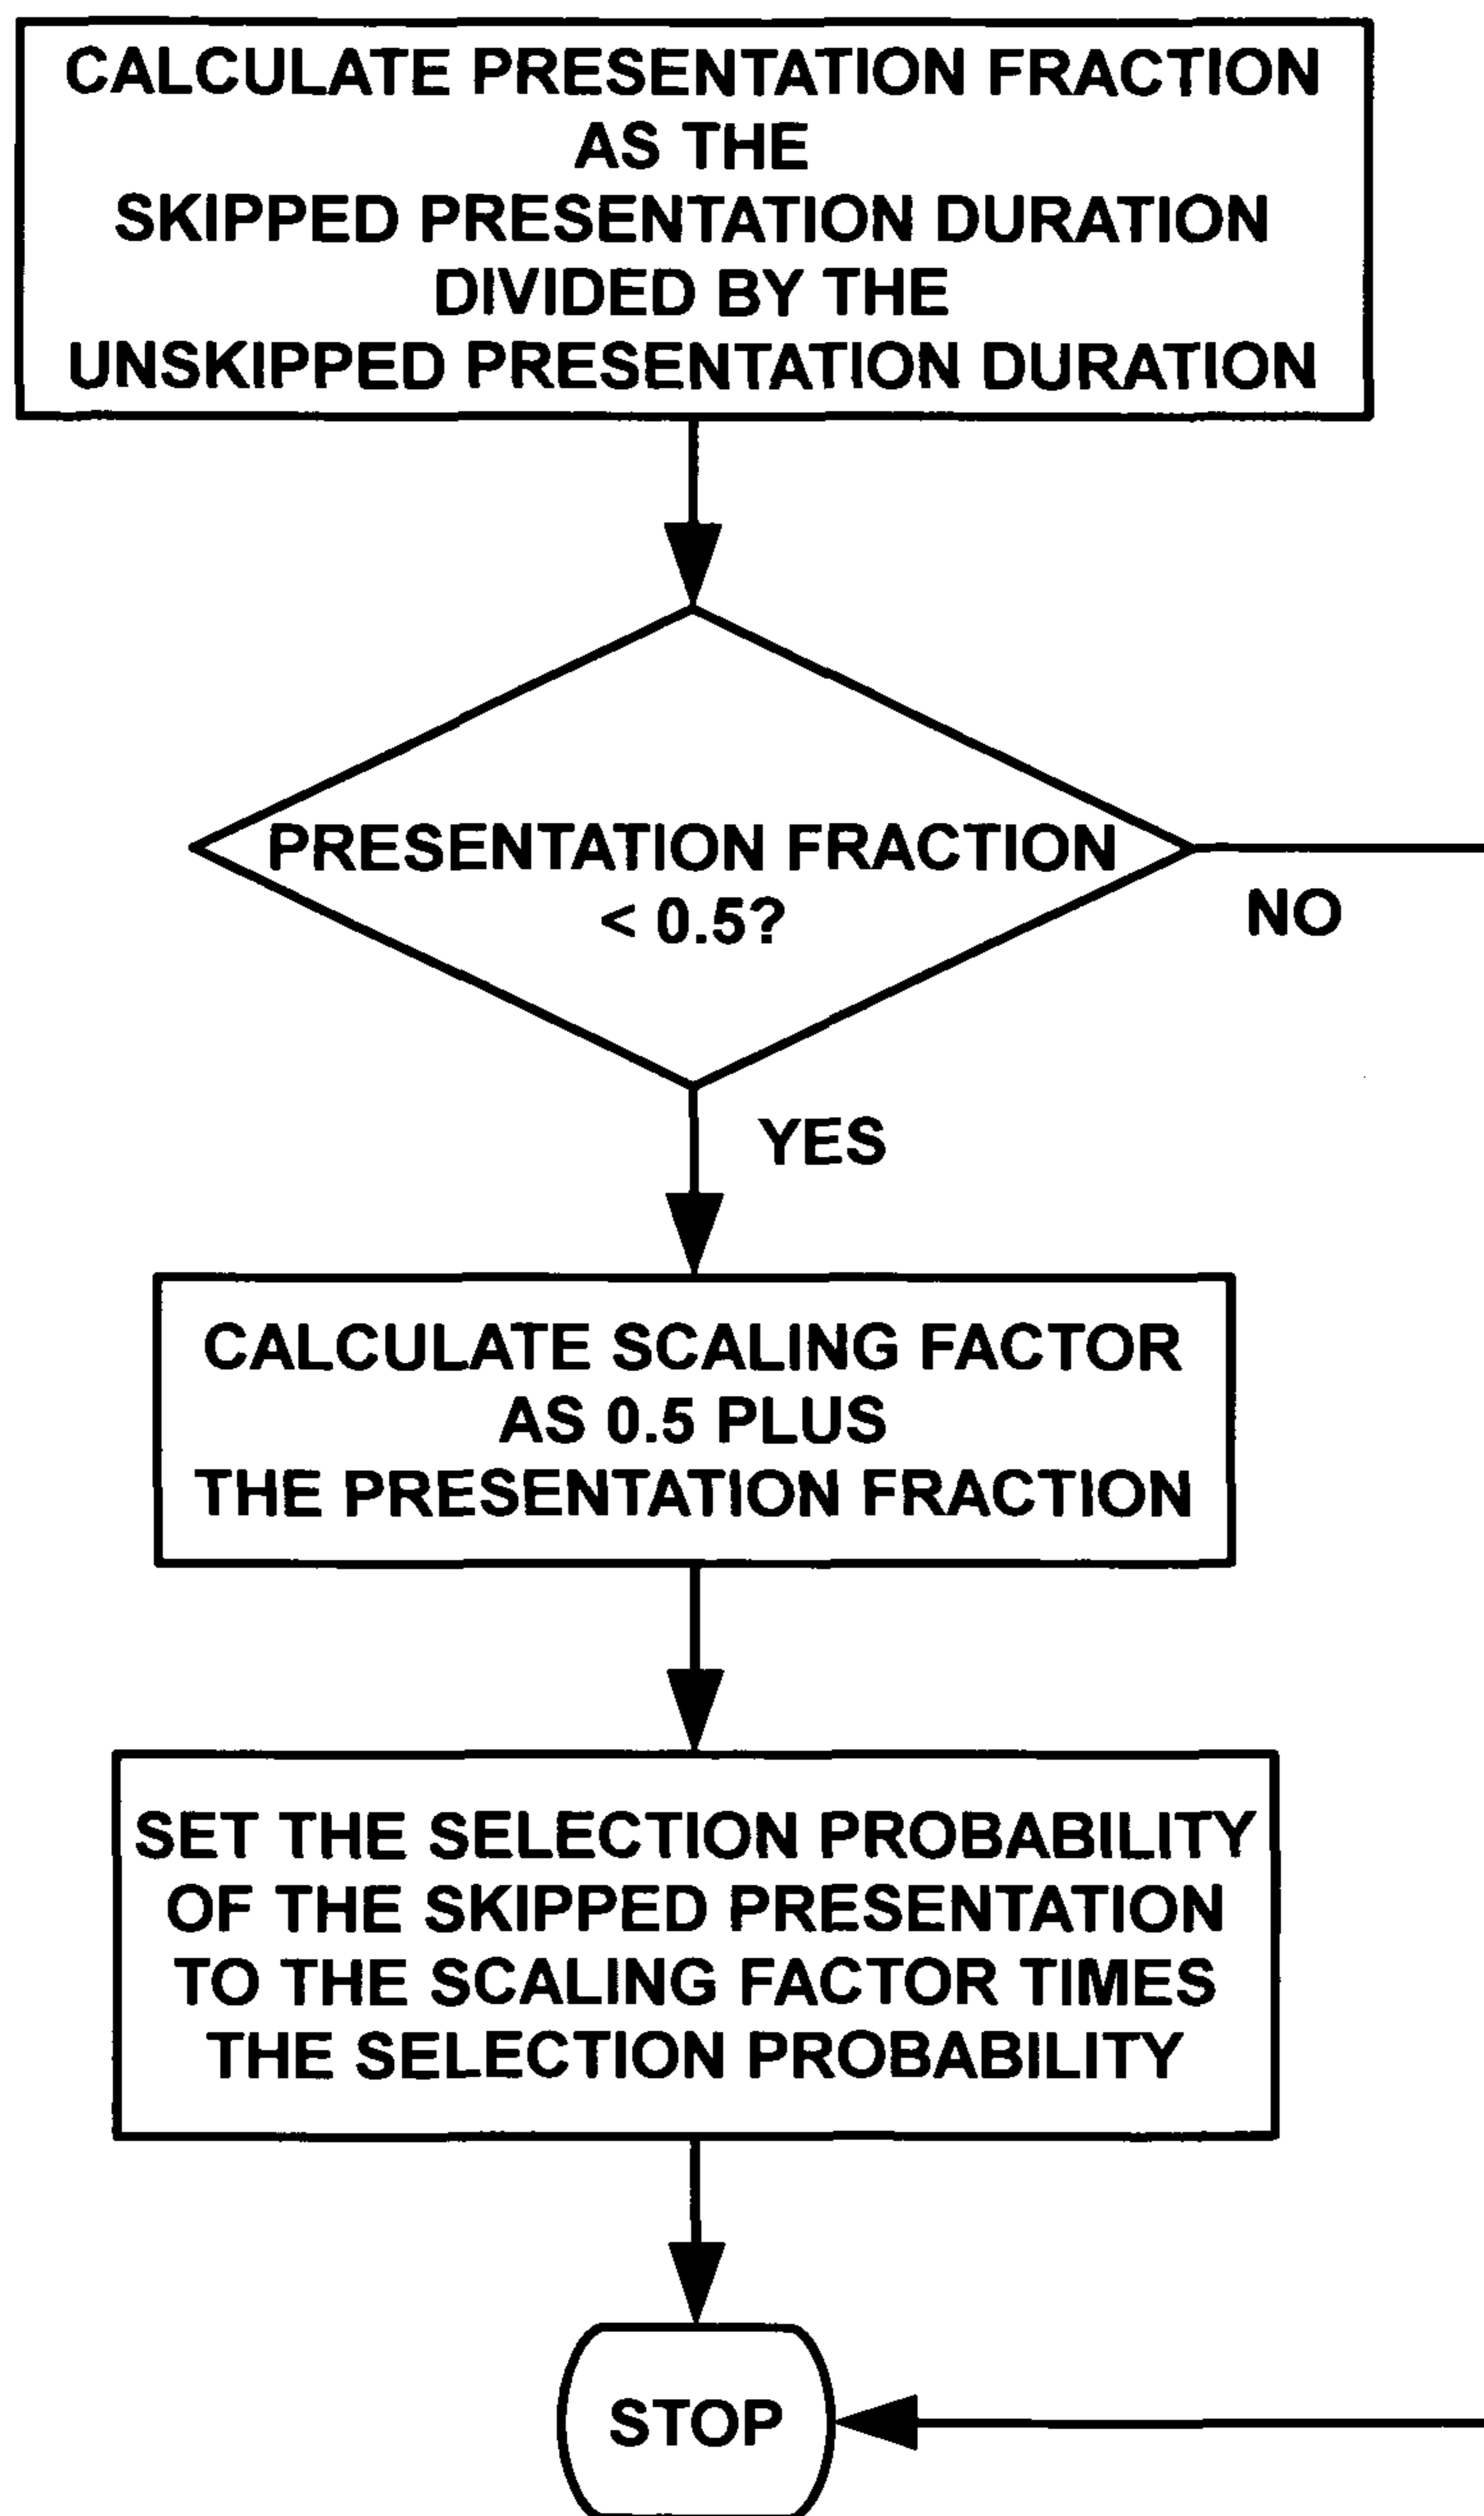 CALCULATE PRESENTATION FRACTION
AS THE
SKIPPED PRESENTATION DURATION
DIVIDED BY THE
UNSKIPPED PRESENTATION DURATION
PRESENTATION FRACTION
< 0.5?
NO
YES
CALCULATE SCALING FACTOR
AS 0.5 PLUS
THE PRESENTATION FRACTION
SET THE SELECTION PROBABILITY
OF THE SKIPPED PRESENTATION
TO THE SCALING FACTOR TIMES
THE SELECTION PROBABILITY
STOP